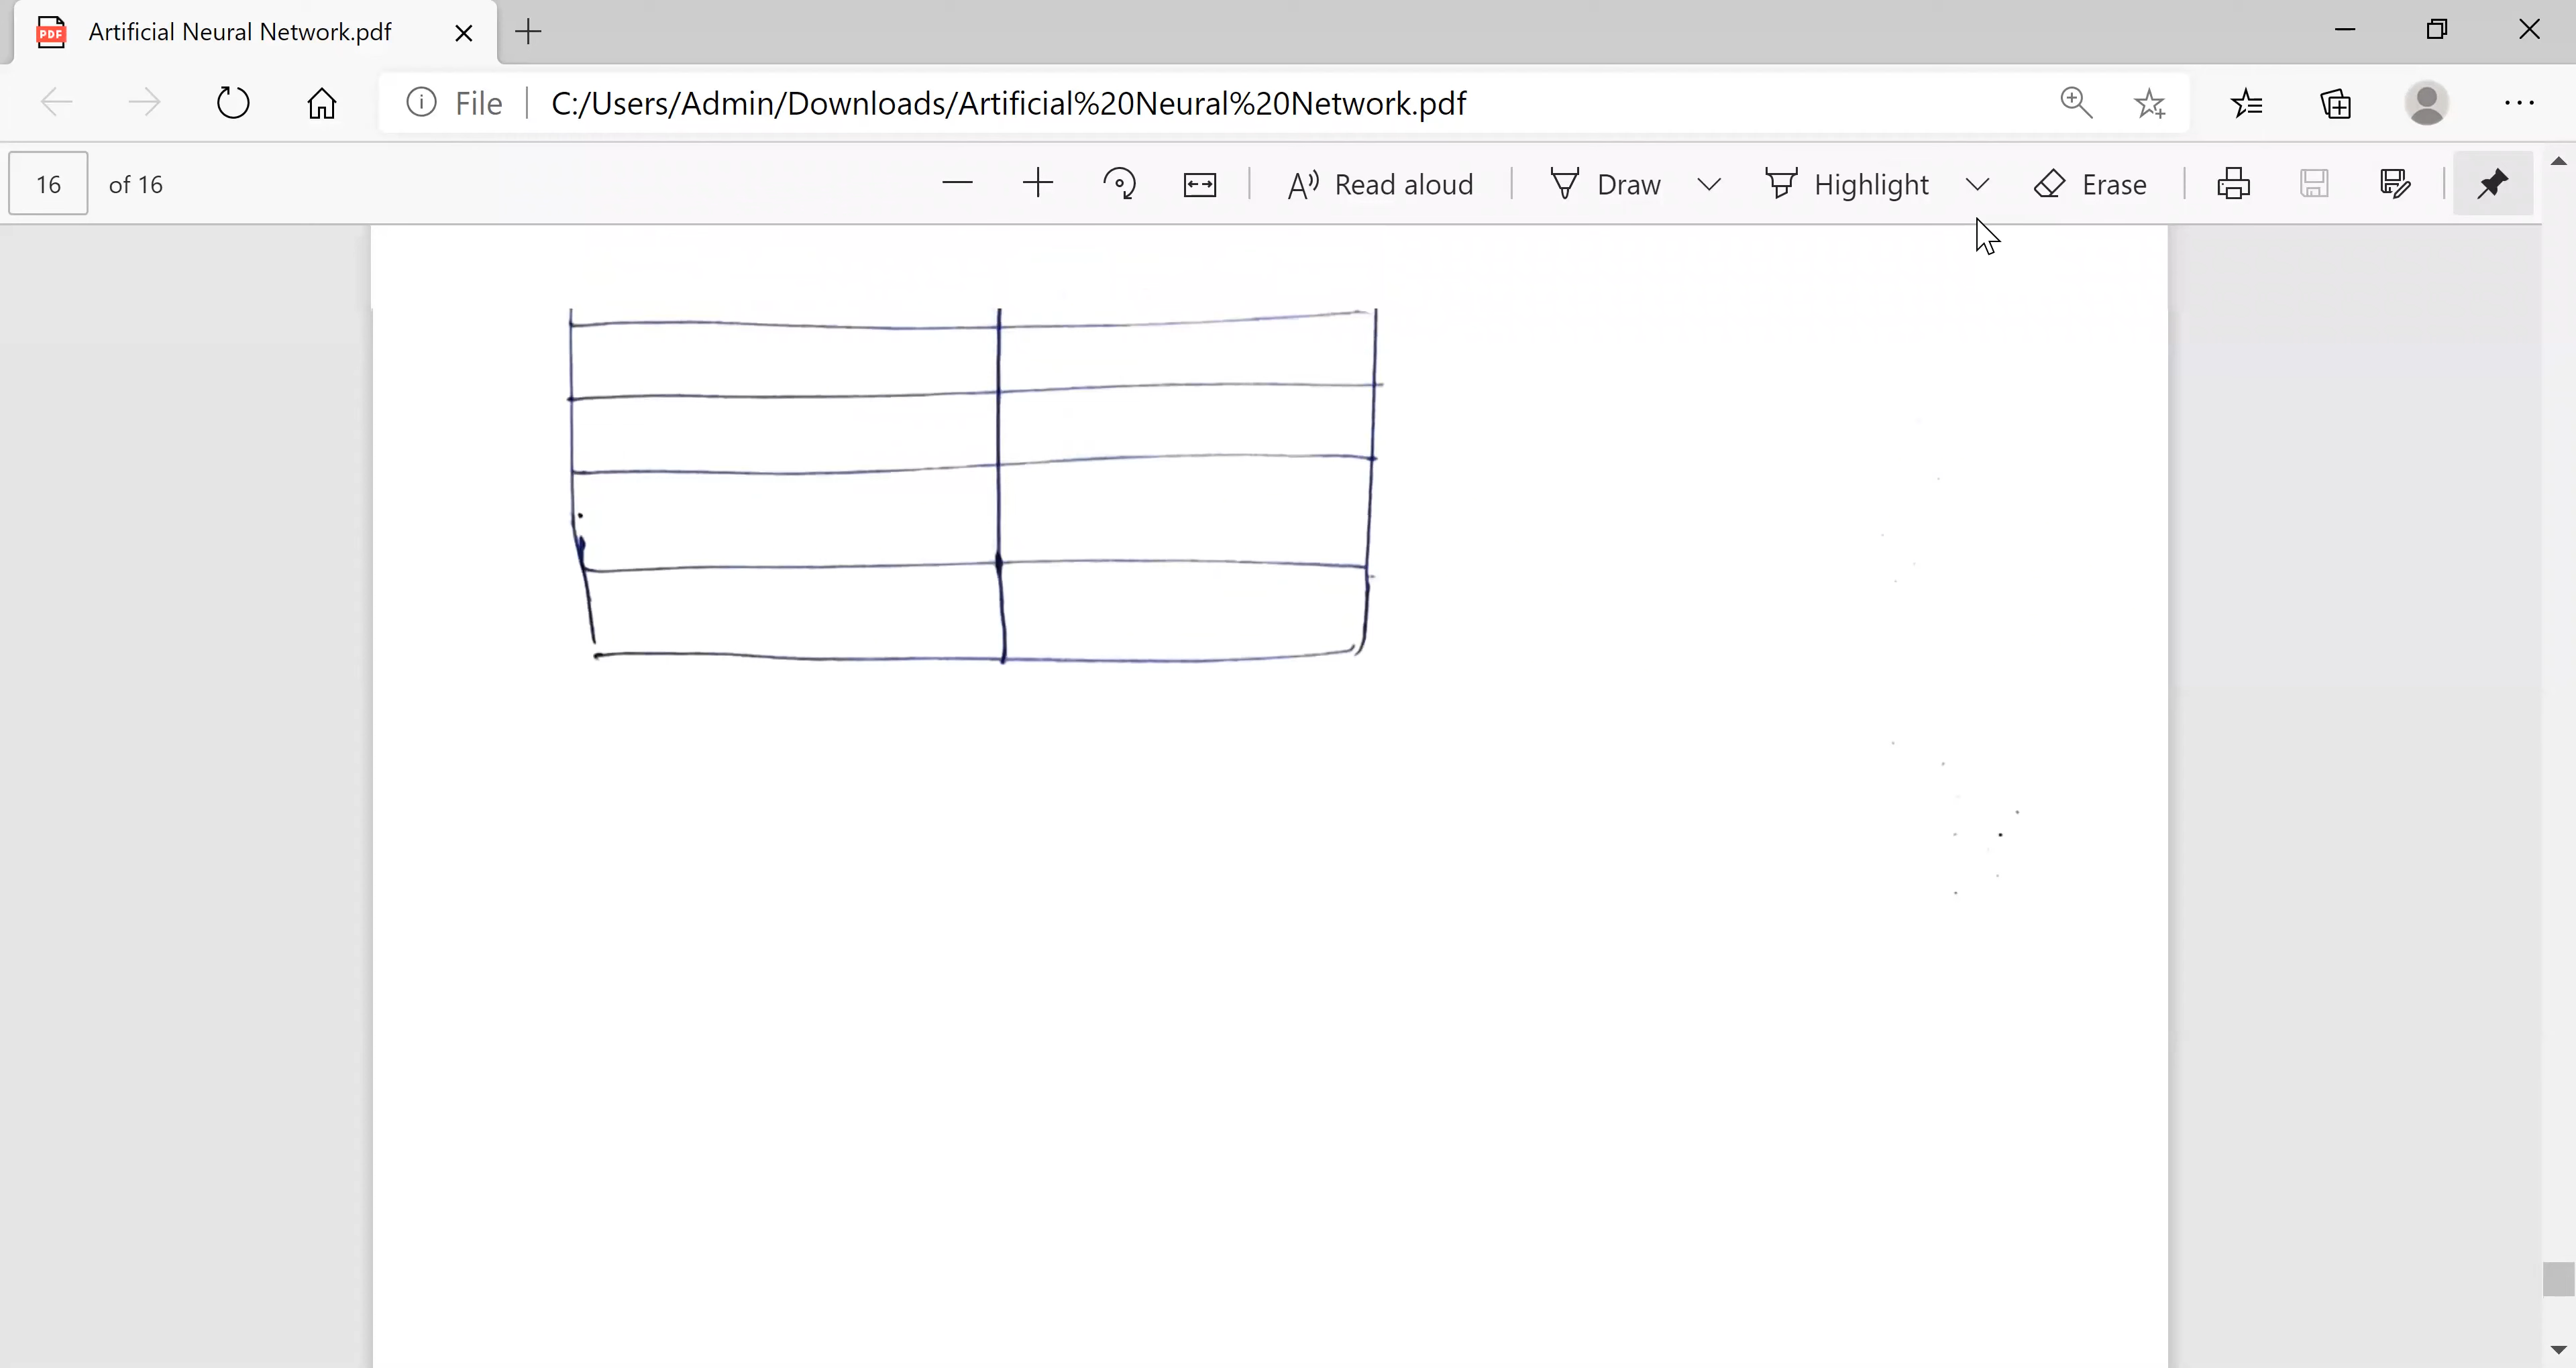 Artificial Neural Network.pdf
File C:/Users/Admin/Downloads/Artificial%20Neural%20Network.pdf
16 of 16 Read aloud Draw Highlight Erase